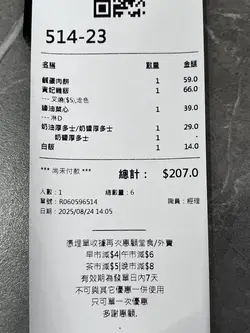 514-23
名稱 數量 金額
鹹蛋肉餅 1 59.0
貴妃雞飯 1 66.0
--- 叉燒($5),走色
蠔油菜心 1 39.0
--- 淋D
奶油厚多士/奶醬厚多士 1 29.0
--- 奶醬厚多士
白飯 1 14.0
*** 尚未付款 *** 總計: $207.0
人數:1 總數量:6
單號:R060596514 職員:經理
日期:2025/08/24 14:05
憑埋單收據再次惠顧堂食/外賣
早市減$4|午市減$6
茶市減$5|晚市減$8
有效期為發單日內7天
不可與其它優惠一併使用
只可單一次優惠
多謝惠顧.